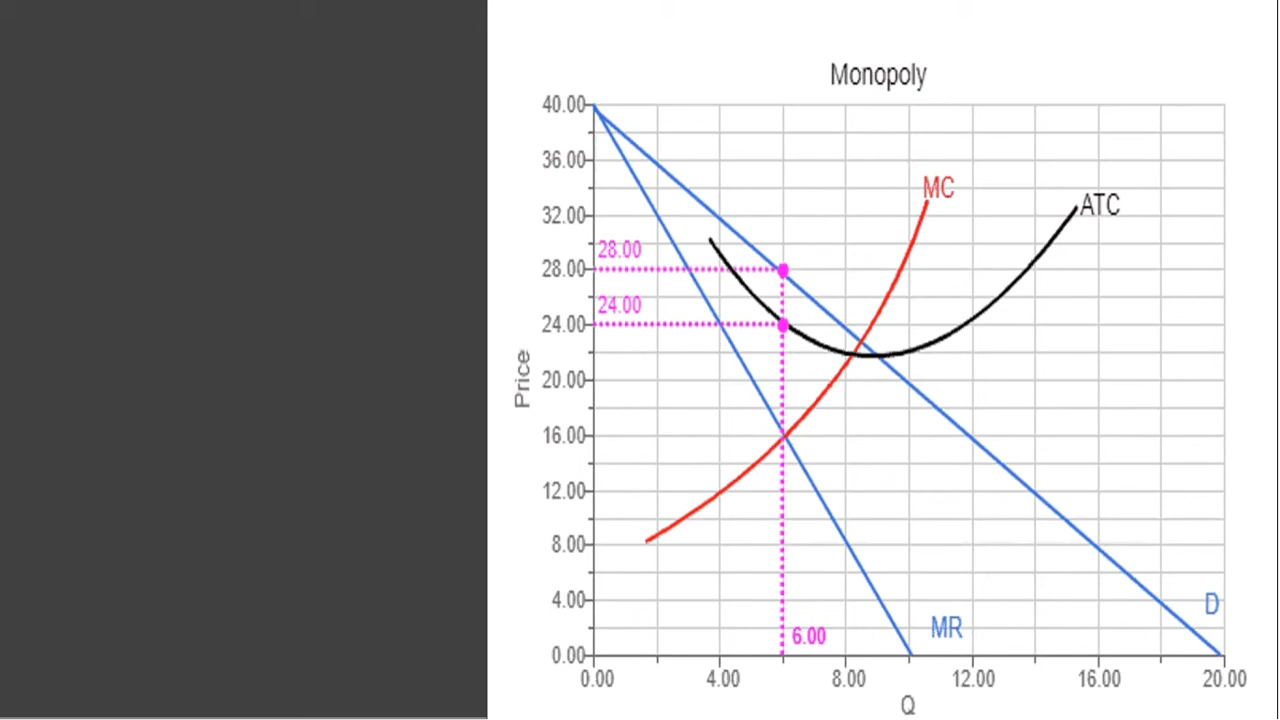 Monopoly
40.00
36.00
32.00
28.00
24.00
20.00
16.00
12.00
8.00
4.00
0.00
Price
28.00
24.00
6.00
MC
ATC
MR
D
0.00 4.00 8.00 12.00 16.00 20.00
Q